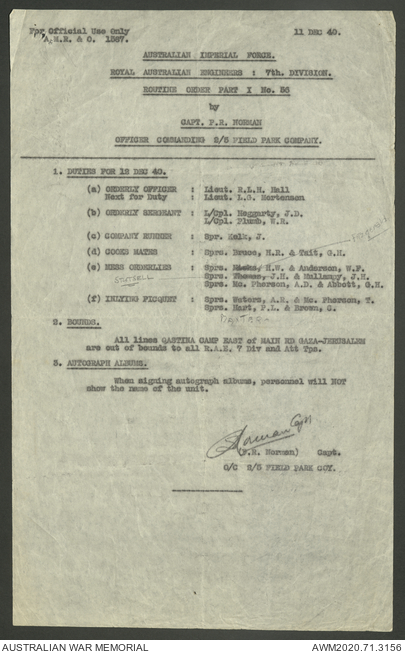 For Official Use Only
A.M.R. & O. 1387.
11 DEC 40.
AUSTRALIAN IMPERIAL FORCE.
ROYAL AUSTRALIAN ENGINEERS : 7th. DIVISION.
ROUTINE ORDER PART I No. 56
by
CAPT. P.R. NORMAN
OFFICER COMMANDING 2/5 FIELD PARK COMPANY.
1. DUTIES FOR 12 DEC 40.
(a) ORDERLY OFFICER : Lieut. R.L.H. Hall
Next for Duty : Lieut. L.G. Mortensen
(b) ORDERLY SERGEANT : L/Cpl. Heggarty, J.D.
L/Cpl. Plumb, W.H.
(c) COMPANY RUNNER : Spr. Kelk, J.
(d) COOKS MATES : Sprs. Bruce, H.R. & Tait, G.H.
(e) MESS ORDERLIES : Sprs. Hicks, H.W. & Anderson, W.P.
Sprs. Thomas, J.H & Mullampy, J.H.
Sprs. Mc. Pherson, A.D. & Abbott, G.H.
(f) INLYING PICQUET : Sprs. Waters, A.R. & Mc. Pherson, T.
Sprs. Hart, P.L. & Brown, G.
2. BOUNDS.
All lines QASTINA CAMP EAST of MAIN RD GAZA-JERUSALEM
are out of bounds to all R.A.E. 7 Div and Att Tps.
3. AUTOGRAPH ALBUMS.
When signing autograph albums, personnel will NOT
show the name of the unit.
Norman Capt
(P.R. Norman) Capt.
O/C 2/5 FIELD PARK COY.
AUSTRALIAN WAR MEMORIAL
AWM2020.71.3156